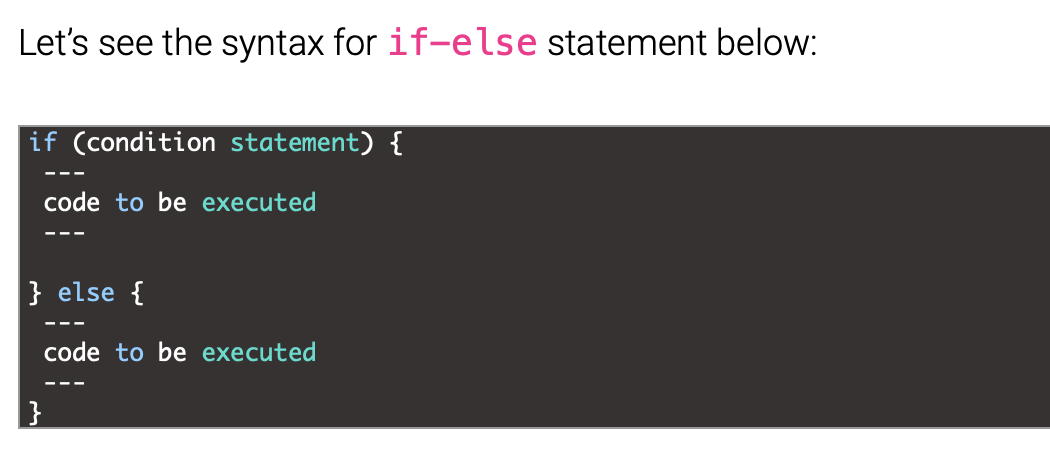 Let’s see the syntax for if-else statement below:
if (condition statement) {
---
code to be executed
---
} else {
---
code to be executed
---
}